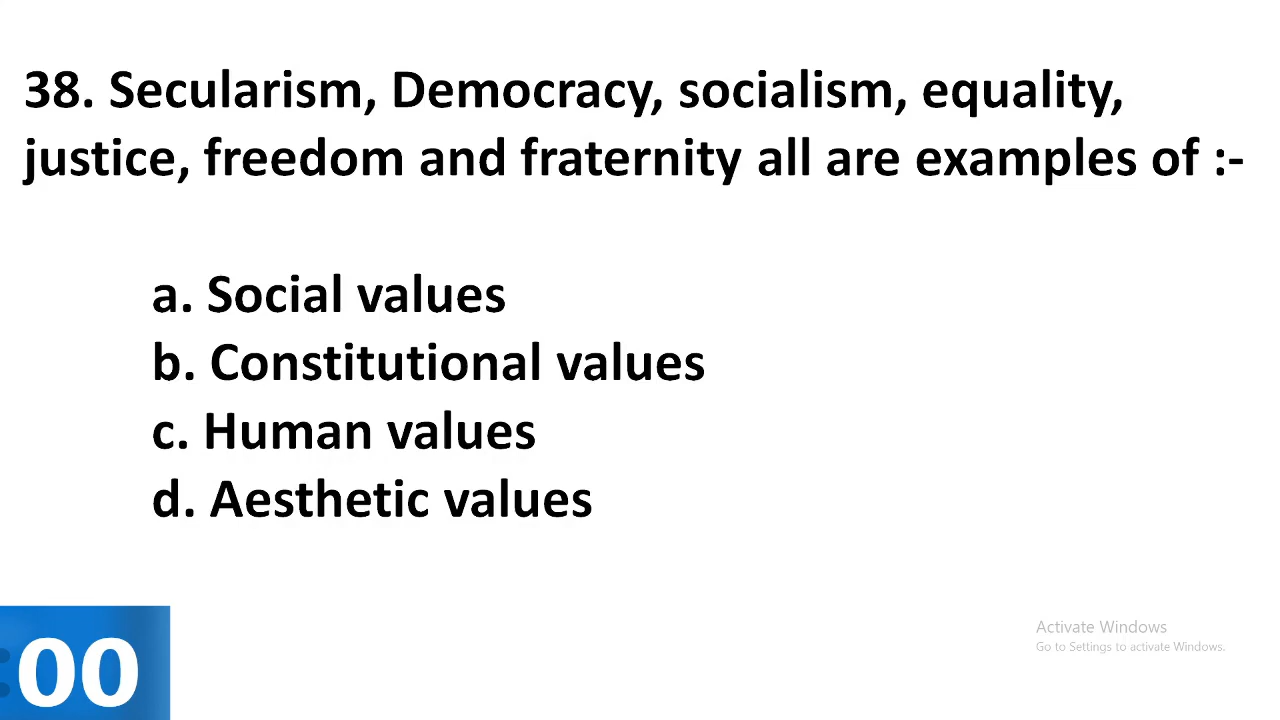 38. Secularism, Democracy, socialism, equality,
justice, freedom and fraternity all are examples of :-
a. Social values
b. Constitutional values
c. Human values
d. Aesthetic values
Activate Windows
Go to Settings to activate Windows.
:00